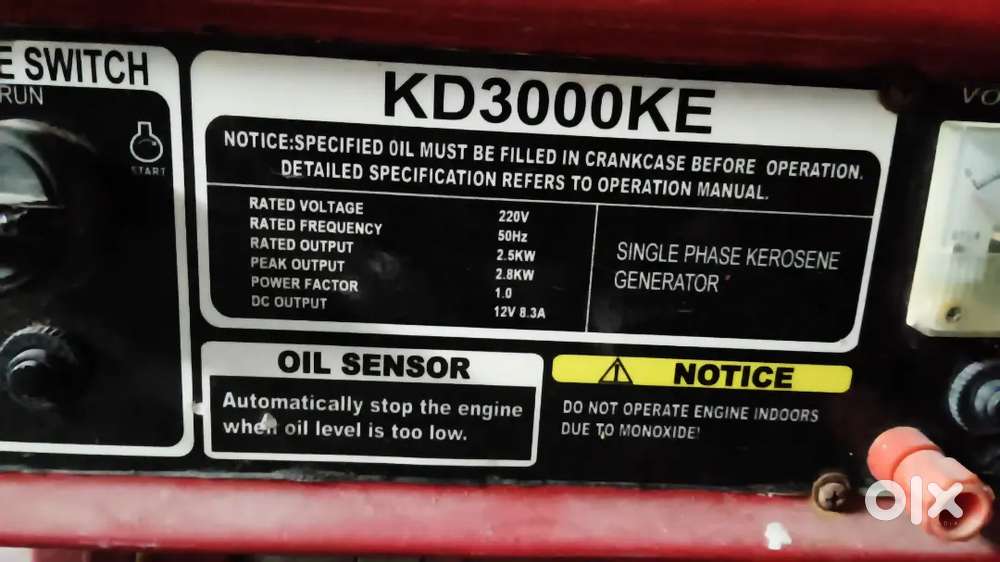 E SWITCH
RUN
START
KD3000KE
NOTICE:SPECIFIED OIL MUST BE FILLED IN CRANKCASE BEFORE OPERATION.
DETAILED SPECIFICATION REFERS TO OPERATION MANUAL.
RATED VOLTAGE 220V
RATED FREQUENCY 50Hz
RATED OUTPUT 2.5KW
PEAK OUTPUT 2.8KW
POWER FACTOR 1.0
DC OUTPUT 12V 8.3A
SINGLE PHASE KEROSENE
GENERATOR
VO
OIL SENSOR
Automatically stop the engine
when oil level is too low.
NOTICE
DO NOT OPERATE ENGINE INDOORS
DUE TO MONOXIDE!
olx